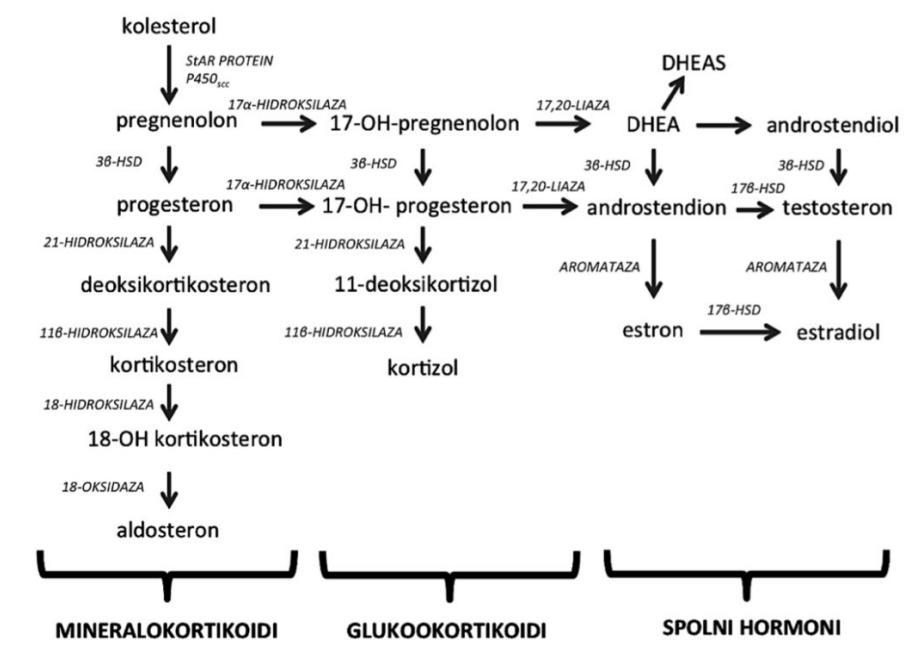 kolesterol
StAR PROTEIN
P450scc
DHEAS
17α-HIDROKSILAZA
17,20-LIAZA
pregnenolon
17-OH-pregnenolon
DHEA
androstendiol
3β-HSD
3β-HSD
3β-HSD
3β-HSD
17α-HIDROKSILAZA
17,20-LIAZA
17β-HSD
progesteron
17-OH- progesteron
androstendion
testosteron
21-HIDROKSILAZA
21-HIDROKSILAZA
AROMATAZA
AROMATAZA
deoksikortikosteron
11-deoksikortizol
17β-HSD
11β-HIDROKSILAZA
11β-HIDROKSILAZA
estron
estradiol
kortikosteron
kortizol
18-HIDROKSILAZA
18-OH kortikosteron
18-OKSIDAZA
aldosteron
MINERALOKORTIKOIDI
GLUKOOKORTIKOIDI
SPOLNI HORMONI